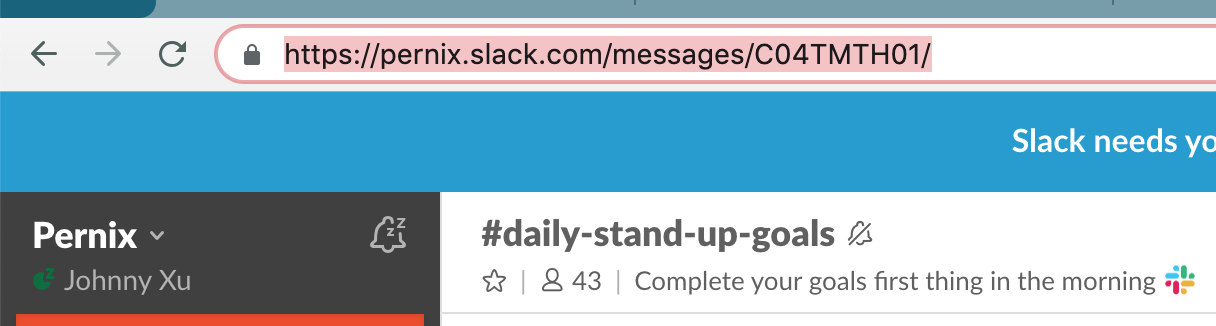 https://pernix.slack.com/messages/C04TMTH01/
Slack needs yo
Pernix
Johnny Xu
#daily-stand-up-goals
43 | Complete your goals first thing in the morning